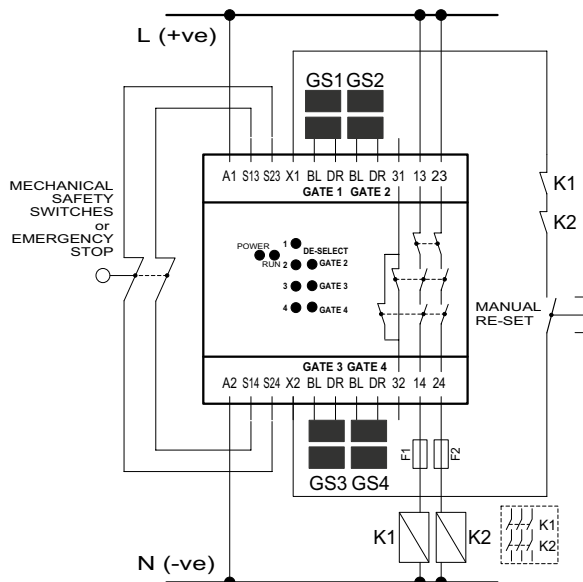 L (+ve)
GS1 GS2
A1 S13 S23 X1 BL DR BL DR 31 13 23
GATE 1 GATE 2
K1
K2
MECHANICAL
SAFETY
SWITCHES
or
EMERGENCY
STOP
POWER
RUN
1
DE-SELECT
2 GATE 2
3 GATE 3
4 GATE 4
MANUAL
RE-SET
GATE 3 GATE 4
A2 S14 S24 X2 BL DR BL DR 32 14 24
F1 F2
GS3 GS4
K1 K2
K1
K2
N (-ve)